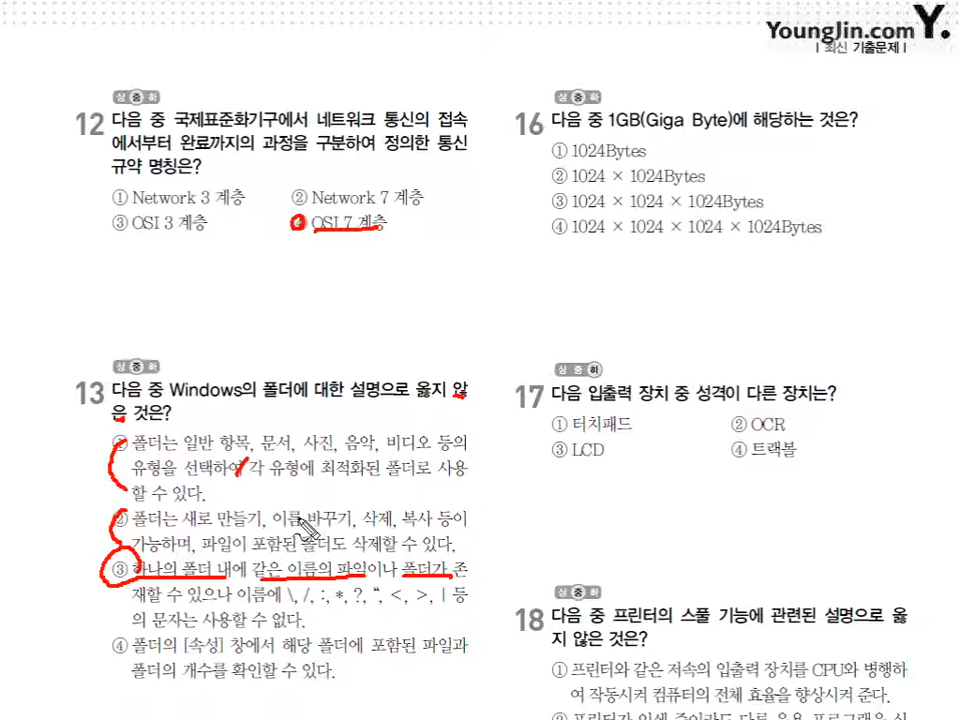 YoungJin.com Y.
최신 기출문제
상 중 하
12 다음 중 국제표준화기구에서 네트워크 통신의 접속
에서부터 완료까지의 과정을 구분하여 정의한 통신
규약 명칭은?
① Network 3 계층 ② Network 7 계층
③ OSI 3 계층 ④ OSI 7 계층
상 중 하
13 다음 중 Windows의 폴더에 대한 설명으로 옳지 않
은 것은?
① 폴더는 일반 항목, 문서, 사진, 음악, 비디오 등의
유형을 선택하여 각 유형에 최적화된 폴더로 사용
할 수 있다.
② 폴더는 새로 만들기, 이름 바꾸기, 삭제, 복사 등이
가능하며, 파일이 포함된 폴더도 삭제할 수 있다.
③ 하나의 폴더 내에 같은 이름의 파일이나 폴더가 존
재할 수 있으나 이름에 \, /, :, *, ?, “, <, >, | 등
의 문자는 사용할 수 없다.
④ 폴더의 [속성] 창에서 해당 폴더에 포함된 파일과
폴더의 개수를 확인할 수 있다.
상 중 하
16 다음 중 1GB(Giga Byte)에 해당하는 것은?
① 1024Bytes
② 1024 × 1024Bytes
③ 1024 × 1024 × 1024Bytes
④ 1024 × 1024 × 1024 × 1024Bytes
상 중 하
17 다음 입출력 장치 중 성격이 다른 장치는?
① 터치패드 ② OCR
③ LCD ④ 트랙볼
상 중 하
18 다음 중 프린터의 스풀 기능에 관련된 설명으로 옳
지 않은 것은?
① 프린터와 같은 저속의 입출력 장치를 CPU와 병행하
여 작동시켜 컴퓨터의 전체 효율을 향상시켜 준다.